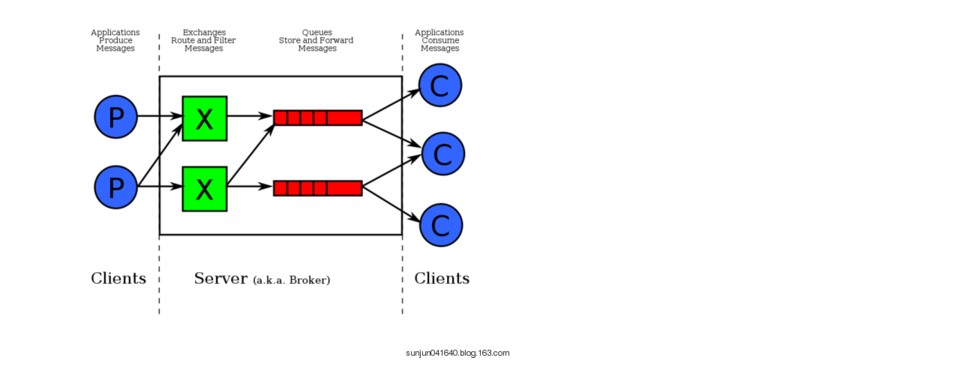 Applications
Produce
Messages
Exchanges
Route and Filter
Messages
Queues
Store and Forward
Messages
Applications
Consume
Messages
P
X
C
C
P
X
C
Clients
Server (a.k.a. Broker)
Clients
sunjun041640.blog.163.com